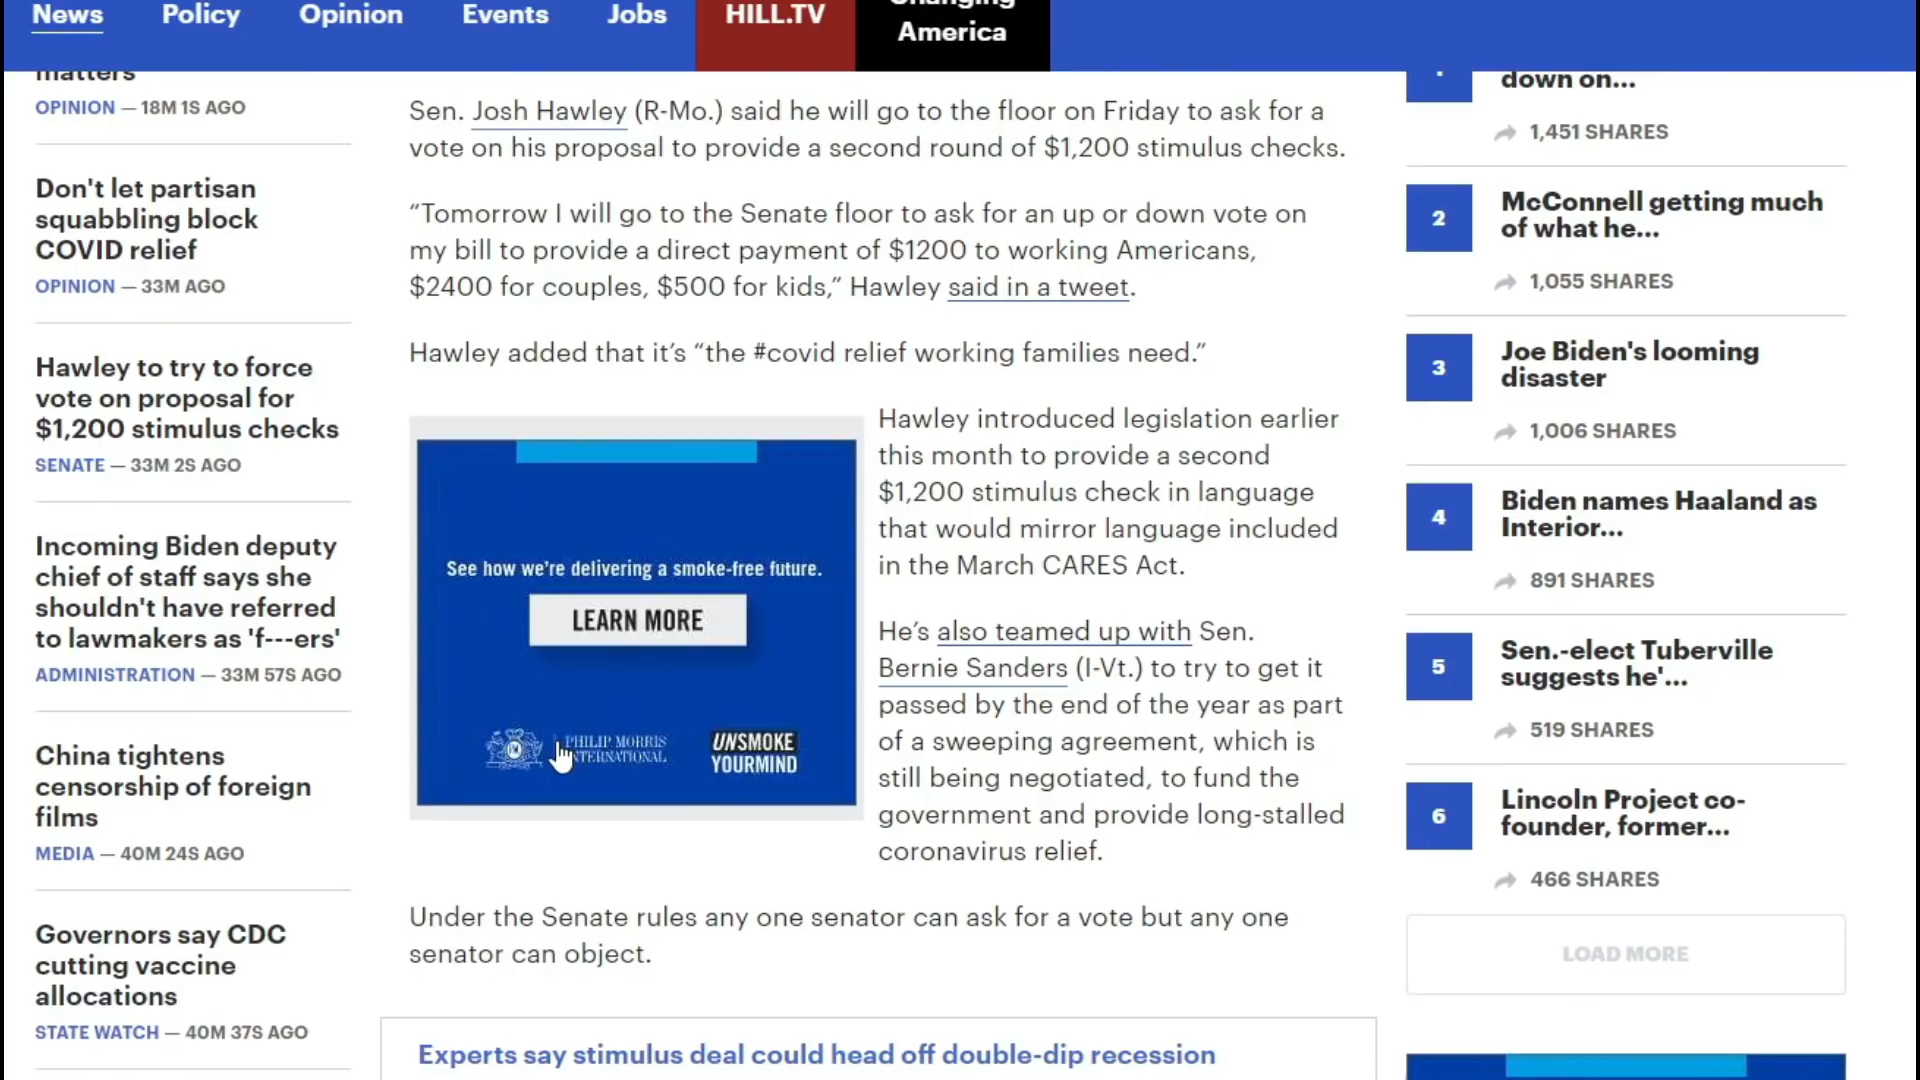 News
Policy
Opinion
Events
Jobs
HILL.TV
Changing
America
matters
OPINION — 18M 1S AGO
Don't let partisan
squabbling block
COVID relief
OPINION — 33M AGO
Hawley to try to force
vote on proposal for
$1,200 stimulus checks
SENATE — 33M 2S AGO
Incoming Biden deputy
chief of staff says she
shouldn't have referred
to lawmakers as 'f---ers'
ADMINISTRATION — 33M 57S AGO
China tightens
censorship of foreign
films
MEDIA — 40M 24S AGO
Governors say CDC
cutting vaccine
allocations
STATE WATCH — 40M 37S AGO
Sen. Josh Hawley (R-Mo.) said he will go to the floor on Friday to ask for a
vote on his proposal to provide a second round of $1,200 stimulus checks.
“Tomorrow I will go to the Senate floor to ask for an up or down vote on
my bill to provide a direct payment of $1200 to working Americans,
$2400 for couples, $500 for kids,” Hawley said in a tweet.
Hawley added that it’s “the #covid relief working families need.”
See how we're delivering a smoke-free future.
LEARN MORE
PHILIP MORRIS
INTERNATIONAL
UNSMOKE
YOURMIND
Hawley introduced legislation earlier
this month to provide a second
$1,200 stimulus check in language
that would mirror language included
in the March CARES Act.
He’s also teamed up with Sen.
Bernie Sanders (I-Vt.) to try to get it
passed by the end of the year as part
of a sweeping agreement, which is
still being negotiated, to fund the
government and provide long-stalled
coronavirus relief.
Under the Senate rules any one senator can ask for a vote but any one
senator can object.
Experts say stimulus deal could head off double-dip recession
down on...
1,451 SHARES
2
McConnell getting much
of what he...
1,055 SHARES
3
Joe Biden's looming
disaster
1,006 SHARES
4
Biden names Haaland as
Interior...
891 SHARES
5
Sen.-elect Tuberville
suggests he'...
519 SHARES
6
Lincoln Project co-
founder, former...
466 SHARES
LOAD MORE